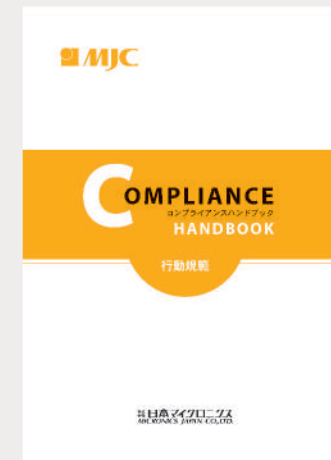 MJC
COMPLIANCE
コンプライアンスハンドブック
HANDBOOK
行動規範
株式会社日本マイクロニクス
MICRONICS JAPAN CO.,LTD.